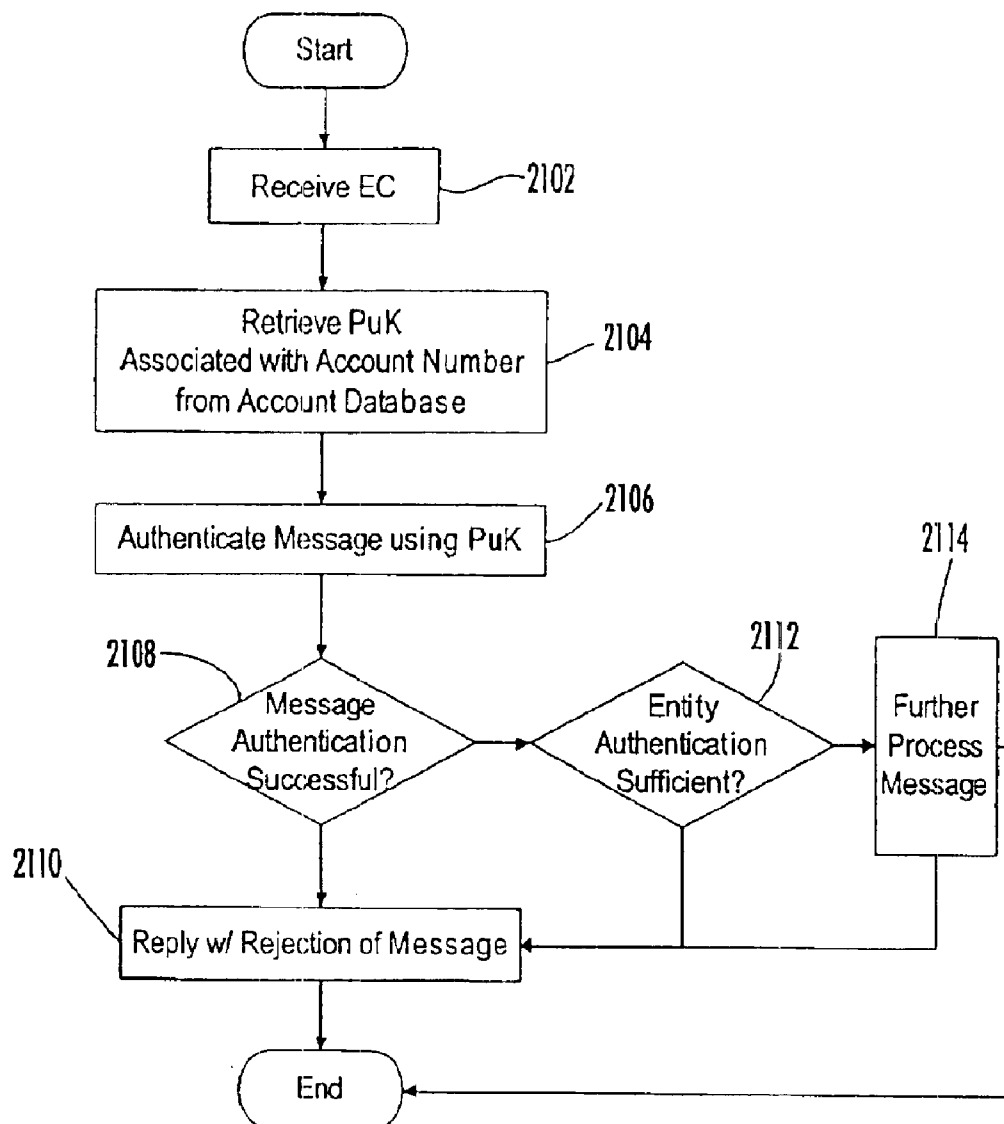 Start
Receive EC
2102
Retrieve PuK
Associated with Account Number
from Account Database
2104
Authenticate Message using PuK
2106
2108
Message
Authentication
Successful?
2112
Entity
Authentication
Sufficient?
2114
Further
Process
Message
2110
Reply w/ Rejection of Message
End